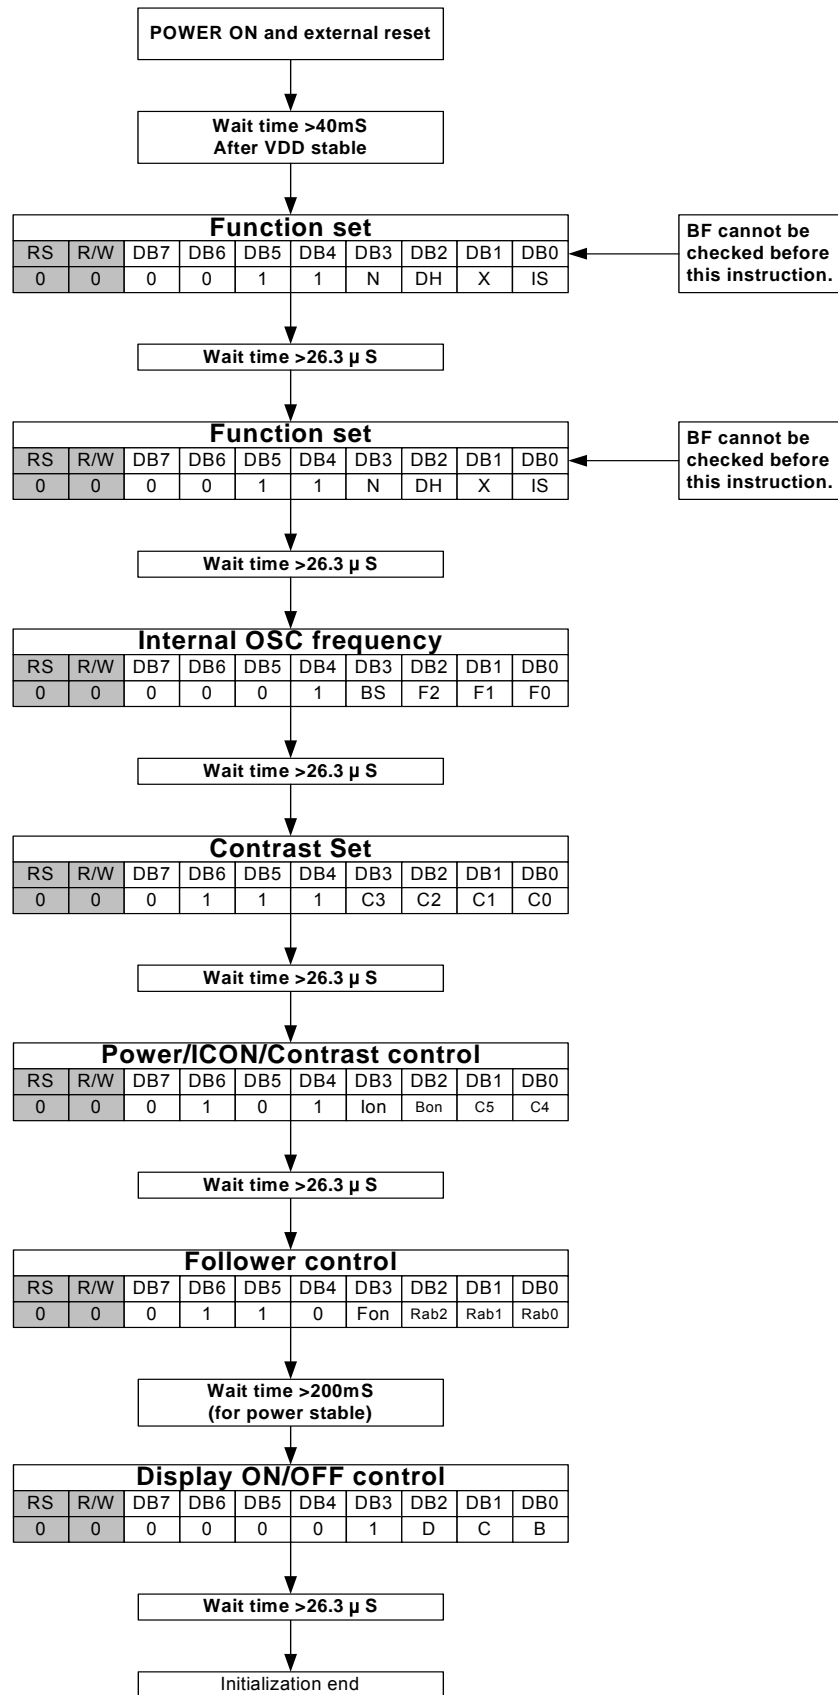 POWER ON and external reset
Wait time >40mS
After VDD stable
Function set
RS R/W DB7 DB6 DB5 DB4 DB3 DB2 DB1 DB0
0 0 0 0 1 1 N DH X IS
BF cannot be
checked before
this instruction.
Wait time >26.3 μ S
Function set
RS R/W DB7 DB6 DB5 DB4 DB3 DB2 DB1 DB0
0 0 0 0 1 1 N DH X IS
BF cannot be
checked before
this instruction.
Wait time >26.3 μ S
Internal OSC frequency
RS R/W DB7 DB6 DB5 DB4 DB3 DB2 DB1 DB0
0 0 0 0 0 1 BS F2 F1 F0
Wait time >26.3 μ S
Contrast Set
RS R/W DB7 DB6 DB5 DB4 DB3 DB2 DB1 DB0
0 0 0 1 1 1 C3 C2 C1 C0
Wait time >26.3 μ S
Power/ICON/Contrast control
RS R/W DB7 DB6 DB5 DB4 DB3 DB2 DB1 DB0
0 0 0 1 0 1 Ion Bon C5 C4
Wait time >26.3 μ S
Follower control
RS R/W DB7 DB6 DB5 DB4 DB3 DB2 DB1 DB0
0 0 0 1 1 0 Fon Rab2 Rab1 Rab0
Wait time >200mS
(for power stable)
Display ON/OFF control
RS R/W DB7 DB6 DB5 DB4 DB3 DB2 DB1 DB0
0 0 0 0 0 0 1 D C B
Wait time >26.3 μ S
Initialization end